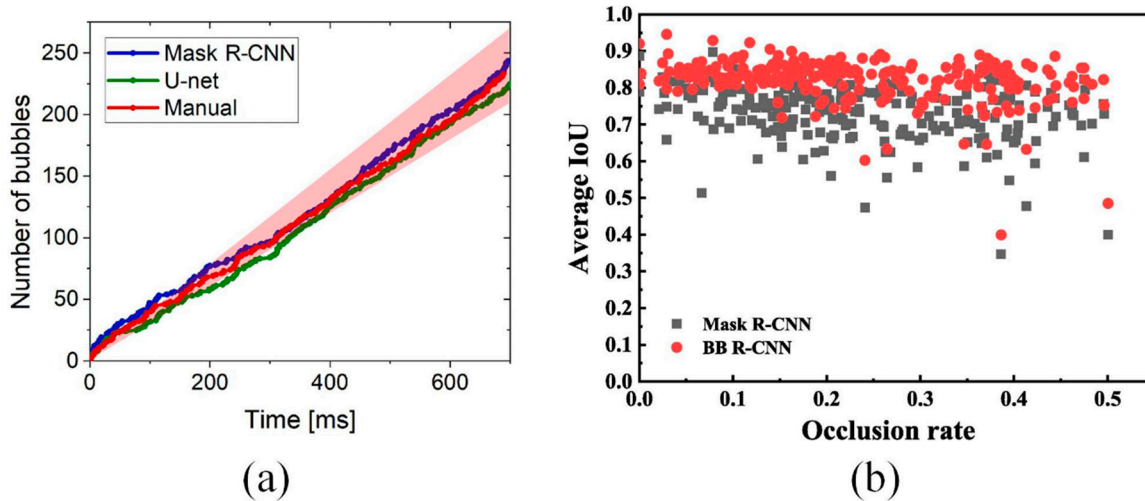 250
200
150
100
50
0
Number of bubbles
Mask R-CNN
U-net
Manual
0 200 400 600
Time [ms]
(a)
1.0
0.9
0.8
0.7
0.6
0.5
0.4
0.3
0.2
0.1
0.0
Average IoU
Mask R-CNN
BB R-CNN
0.0 0.1 0.2 0.3 0.4 0.5
Occlusion rate
(b)